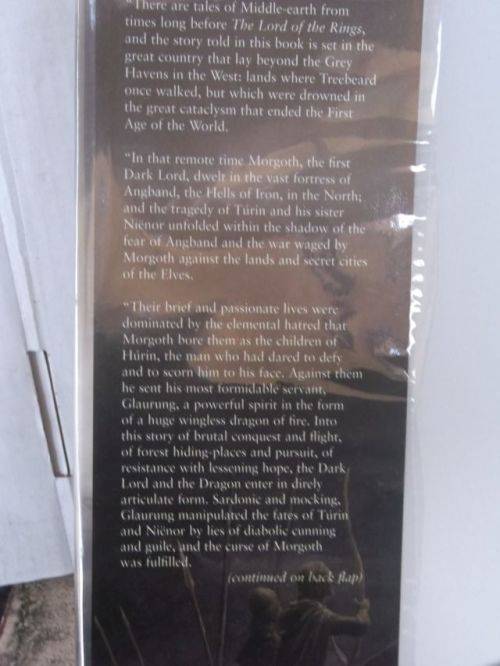 "There are tales of Middle-earth from
times long before The Lord of the Rings,
and the story told in this book is set in the
great country that lay beyond the Grey
Havens in the West: lands where Treebeard
once walked, but which were drowned in
the great cataclysm that ended the First
Age of the World.
"In that remote time Morgoth, the first
Dark Lord, dwelt in the vast fortress of
Angband, the Hells of Iron, in the North;
and the tragedy of Túrin and his sister
Nienor unfolded within the shadow of the
fear of Angband and the war waged by
Morgoth against the lands and secret cities
of the Elves.
"Their brief and passionate lives were
dominated by the elemental hatred that
Morgoth bore them as the children of
Húrin, the man who had dared to defy
and to scorn him to his face. Against them
he sent his most formidable servant,
Glaurung, a powerful spirit in the form
of a huge wingless dragon of fire. Into
this story of brutal conquest and flight,
of forest hiding-places and pursuit, of
resistance with lessening hope, the Dark
Lord and the Dragon enter in direly
articulate form. Sardonic and mocking,
Glaurung manipulated the fates of Túrin
and Niënor by lies of diabolic cunning
and guile, and the curse of Morgoth
was fulfilled.
(continued on back flap)